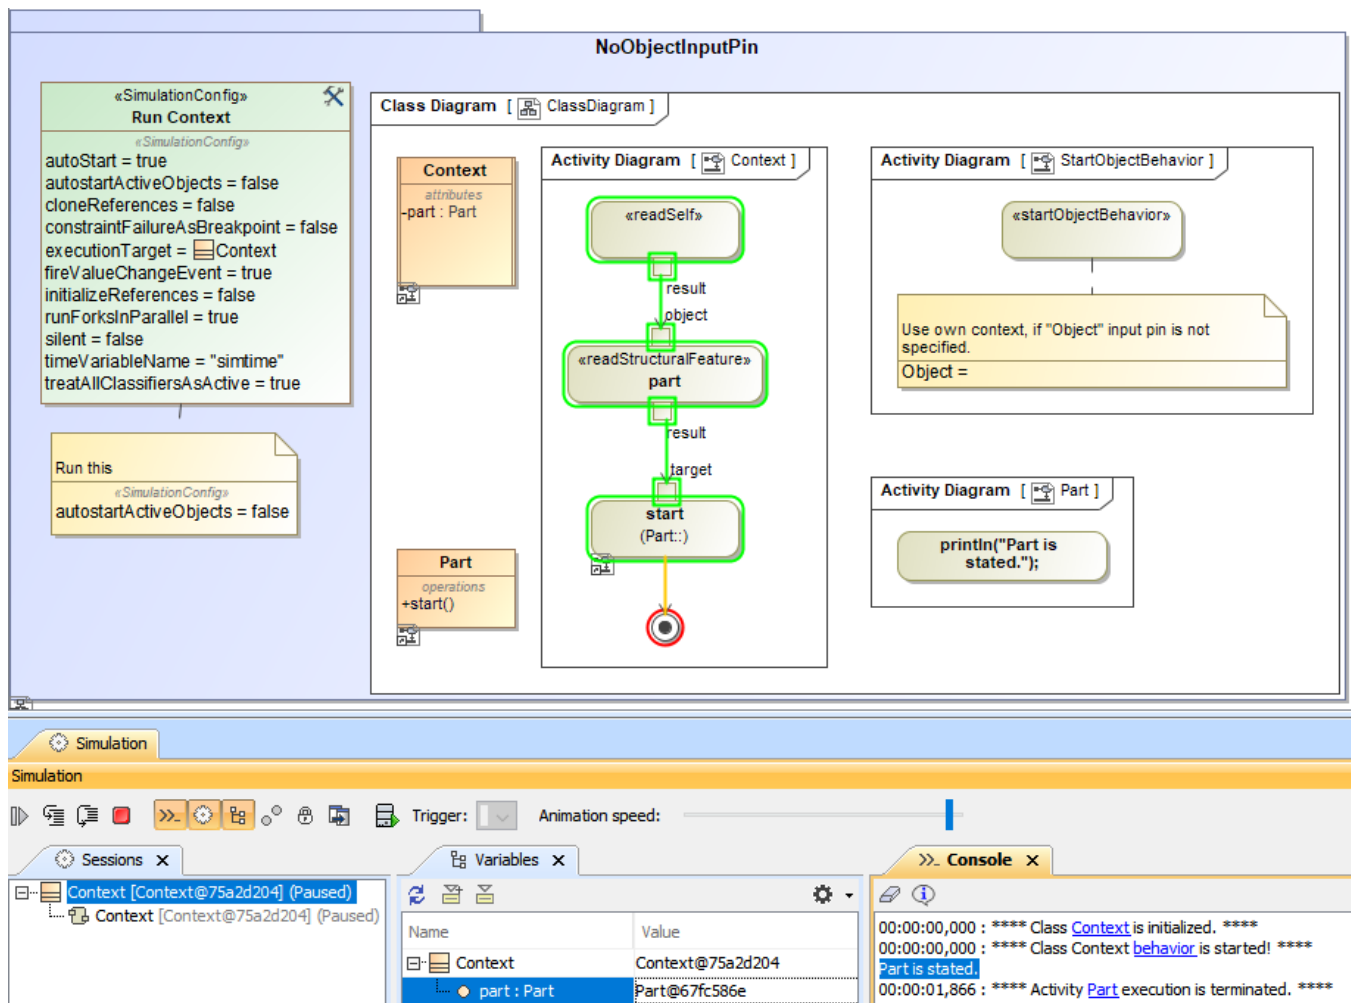 NoObjectInputPin
«SimulationConfig»
Run Context
«SimulationConfig»
autoStart = true
autostartActiveObjects = false
cloneReferences = false
constraintFailureAsBreakpoint = false
executionTarget = Context
fireValueChangeEvent = true
initializeReferences = false
runForksInParallel = true
silent = false
timeVariableName = "simtime"
treatAllClassifiersAsActive = true
Run this
«SimulationConfig»
autostartActiveObjects = false
Class Diagram [ ClassDiagram ]
Context
attributes
-part : Part
Part
operations
+start()
Activity Diagram [ Context ]
«readSelf»
result
object
«readStructuralFeature»
part
result
target
start
(Part::)
Activity Diagram [ StartObjectBehavior ]
«startObjectBehavior»
Use own context, if "Object" input pin is not
specified.
Object =
Activity Diagram [ Part ]
println("Part is
stated.");
Simulation
Simulation
Trigger:
Animation speed:
Sessions
Context [Context@75a2d204] (Paused)
Context [Context@75a2d204] (Paused)
Variables
Name Value
Context Context@75a2d204
part : Part Part@67fc586e
Console
00:00:00,000 : **** Class Context is initialized. ****
00:00:00,000 : **** Class Context behavior is started! ****
Part is stated.
00:00:01,866 : **** Activity Part execution is terminated. ****